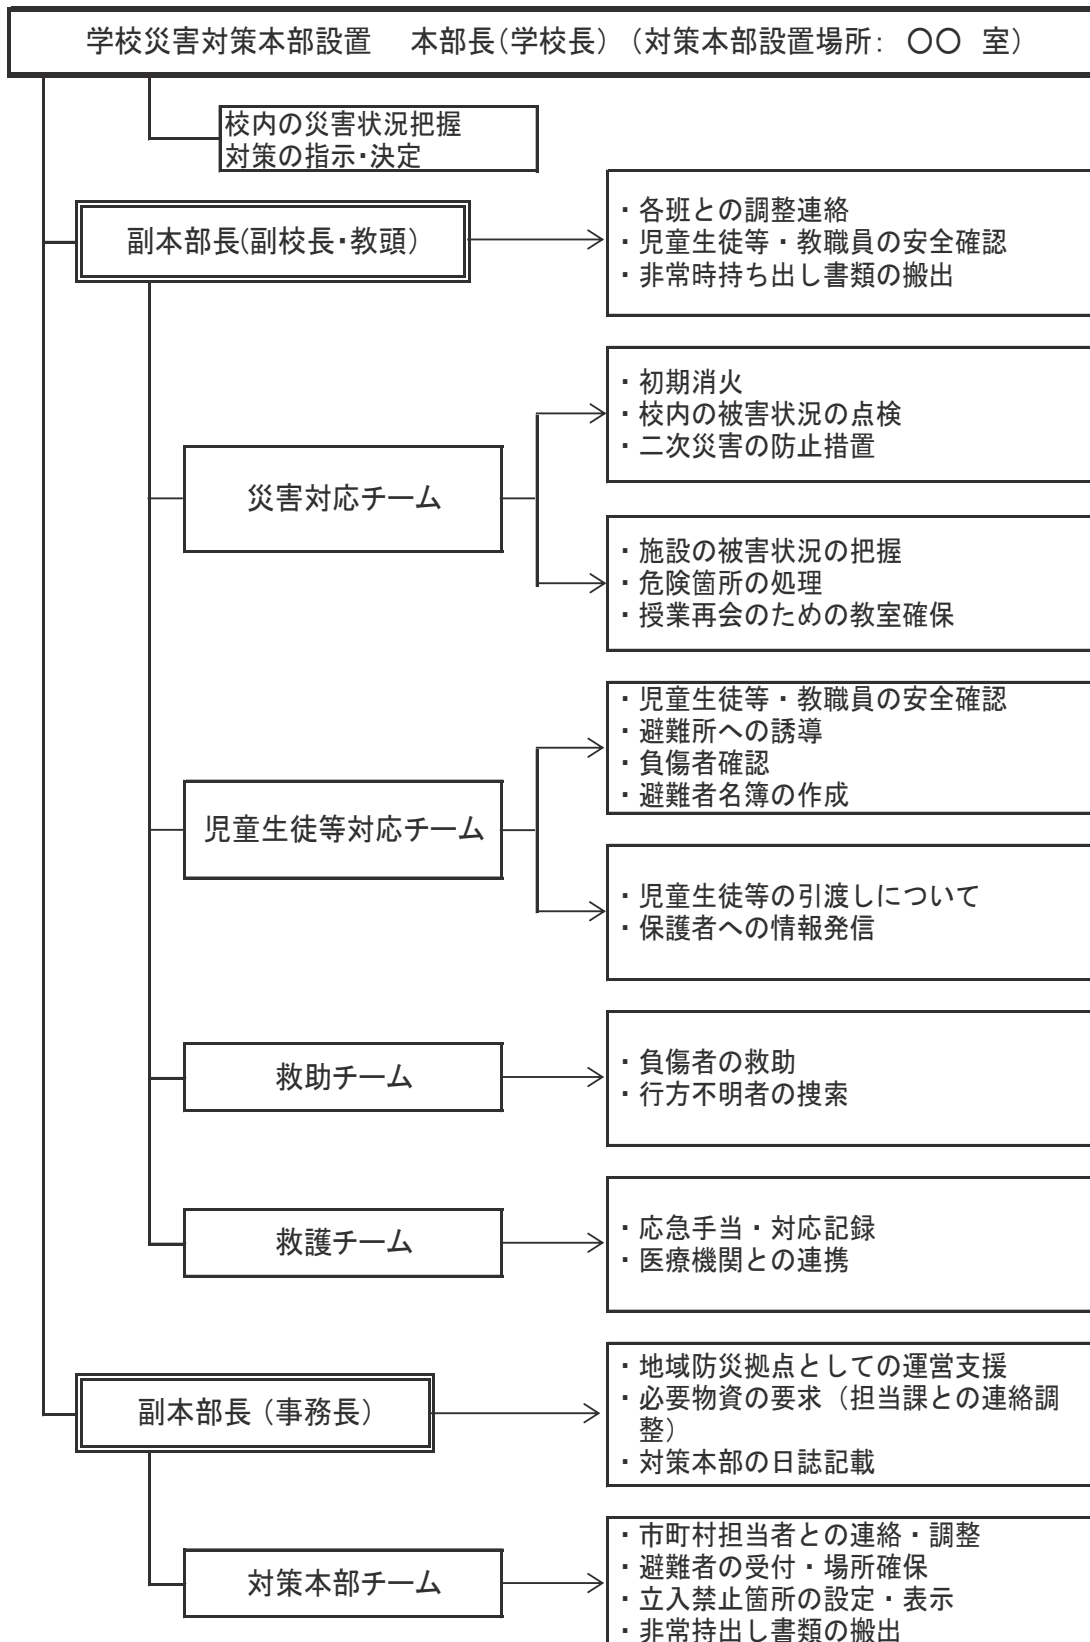 学校災害対策本部設置　本部長(学校長)（対策本部設置場所：　〇〇　室）
校内の災害状況把握
対策の指示・決定
副本部長(副校長・教頭)
・各班との調整連絡
・児童生徒等・教職員の安全確認
・非常時持ち出し書類の搬出
災害対応チーム
・初期消火
・校内の被害状況の点検
・二次災害の防止措置
・施設の被害状況の把握
・危険箇所の処理
・授業再会のための教室確保
児童生徒等対応チーム
・児童生徒等・教職員の安全確認
・避難所への誘導
・負傷者確認
・避難者名簿の作成
・児童生徒等の引渡しについて
・保護者への情報発信
救助チーム
・負傷者の救助
・行方不明者の捜索
救護チーム
・応急手当・対応記録
・医療機関との連携
副本部長（事務長）
・地域防災拠点としての運営支援
・必要物資の要求（担当課との連絡調
整）
・対策本部の日誌記載
対策本部チーム
・市町村担当者との連絡・調整
・避難者の受付・場所確保
・立入禁止箇所の設定・表示
・非常持出し書類の搬出